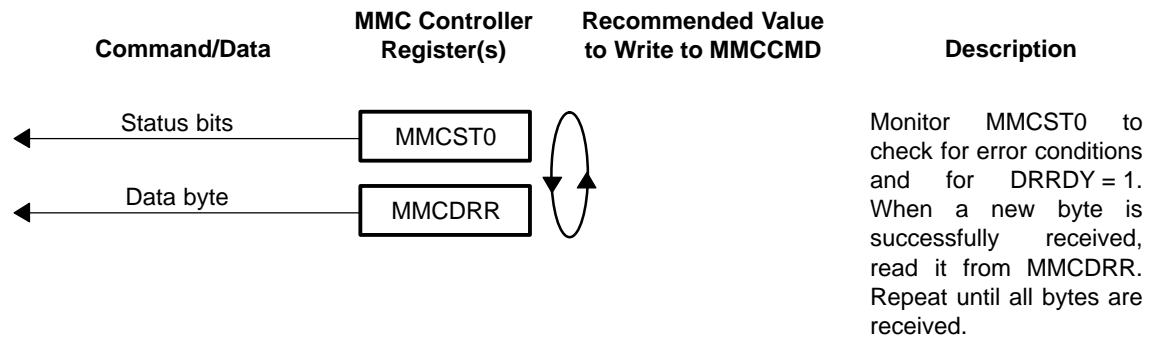 Command/Data
MMC Controller
Register(s)
Recommended Value
to Write to MMCCMD
Description
Status bits
MMCST0
Data byte
MMCDRR
Monitor MMCST0 to
check for error conditions
and for DRRDY = 1.
When a new byte is
successfully received,
read it from MMCDRR.
Repeat until all bytes are
received.